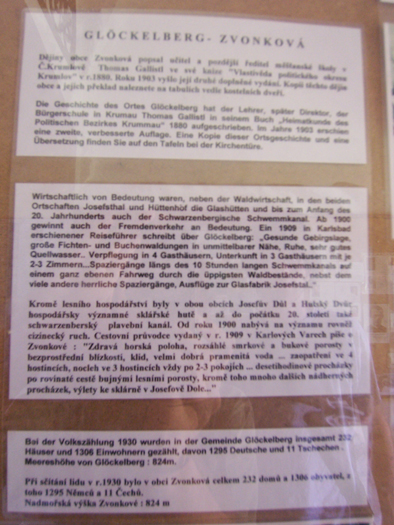 GLÖCKELBERG- ZVONKOVÁ
Dějiny obce Zvonková popsal učitel a pozdější ředitel měšťanské školy v
Č.Krumlově Thomas Gallistl ve své knize "Vlastivěda politického okresu
Krumlov" v r.1880. Roku 1903 vyšlo její druhé doplněné vydání. Kopii těchto dějin
obce a jejich překlad naleznete na tabulích vedle kostelních dveří.
Die Geschichte des Ortes Glöckelberg hat der Lehrer, später Direktor, der
Bürgerschule in Krumau Thomas Gallistl in seinem Buch „Heimatkunde des
Politischen Bezirkes Krummau" 1880 aufgeschrieben. Im Jahre 1903 erschien
eine zweite, verbesserte Auflage. Eine Kopie dieser Ortsgeschichte und eine
Übersetzung finden Sie auf den Tafeln bei der Kirchentüre.
Wirtschaftlich von Bedeutung waren, neben der Waldwirtschaft, in den beiden
Ortschaften Josefsthal und Hüttenhof die Glashütten und bis zum Anfang des
20. Jahrhunderts auch der Schwarzenbergische Schwemmkanal. Ab 1900
gewinnt auch der Fremdenverkehr an Bedeutung. Ein 1909 in Karlsbad
erschienener Reiseführer schreibt über Glöckelberg: „Gesunde Gebirgslage,
große Fichten- und Buchenwaldungen in unmittelbarer Nähe, Ruhe, sehr gutes
Quellwasser.. Verpflegung in 4 Gasthäusern, Unterkunft in 3 Gasthäusern mit je
2-3 Zimmern...Spaziergänge längs des 10 Stunden langen Schwemmkanals auf
einem ganz ebenen Fahrweg durch die üppigsten Waldbestände, nebst dem
viele andere herrliche Spaziergänge, Ausflüge zur Glasfabrik Josefstal.."
Kromě lesního hospodářství byly v obou obcích Josefův Důl a Huťský Dvůr
hospodářsky významné sklářské hutě a až do počátku 20. století také
schwarzenberský plavební kanál. Od roku 1900 nabývá na významu rovněž
cizinecký ruch. Cestovní průvodce vydaný v r. 1909 v Karlových Varech píše o
Zvonkové : "Zdravá horská poloha, rozsáhlé smrkové a bukové porosty v
bezprostřední blízkosti, klid, velmi dobrá pramenitá voda ... zaopatření ve 4
hostincích, nocleh ve 3 hostincích vždy po 2-3 pokojích ... desetihodinové procházky
po rovinaté cestě bujnými lesními porosty, kromě toho mnoho dalších nádherných
procházek, výlety ke sklárně v Josefově Dole..."
Bei der Volkszählung 1930 wurden in der Gemeinde Glöckelberg insgesamt 232
Häuser und 1306 Einwohnern gezählt, davon 1295 Deutsche und 11 Tschechen.
Meereshöhe von Glöckelberg : 824m.
Při sčítání lidu v r.1930 bylo v obci Zvonková celkem 232 domů a 1306 obyvatel, z
toho 1295 Němců a 11 Čechů.
Nadmořská výška Zvonkové : 824 m